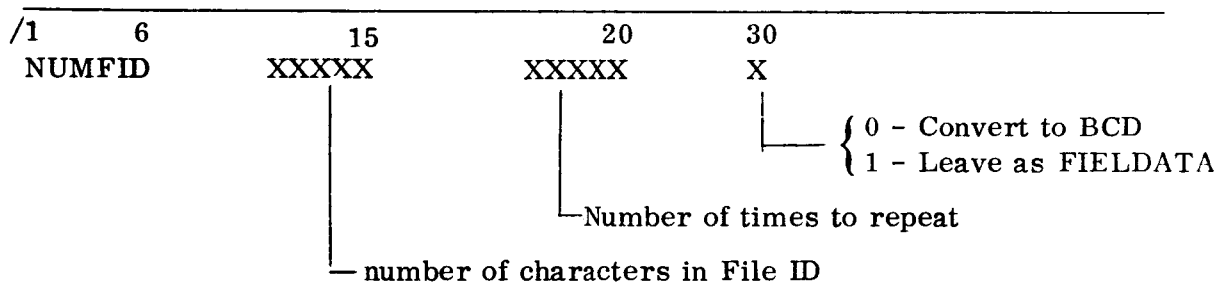 /1 6 15 20 30
NUMFID XXXXX XXXXX X
0 - Convert to BCD
1 - Leave as FIELDATA
Number of times to repeat
number of characters in File ID